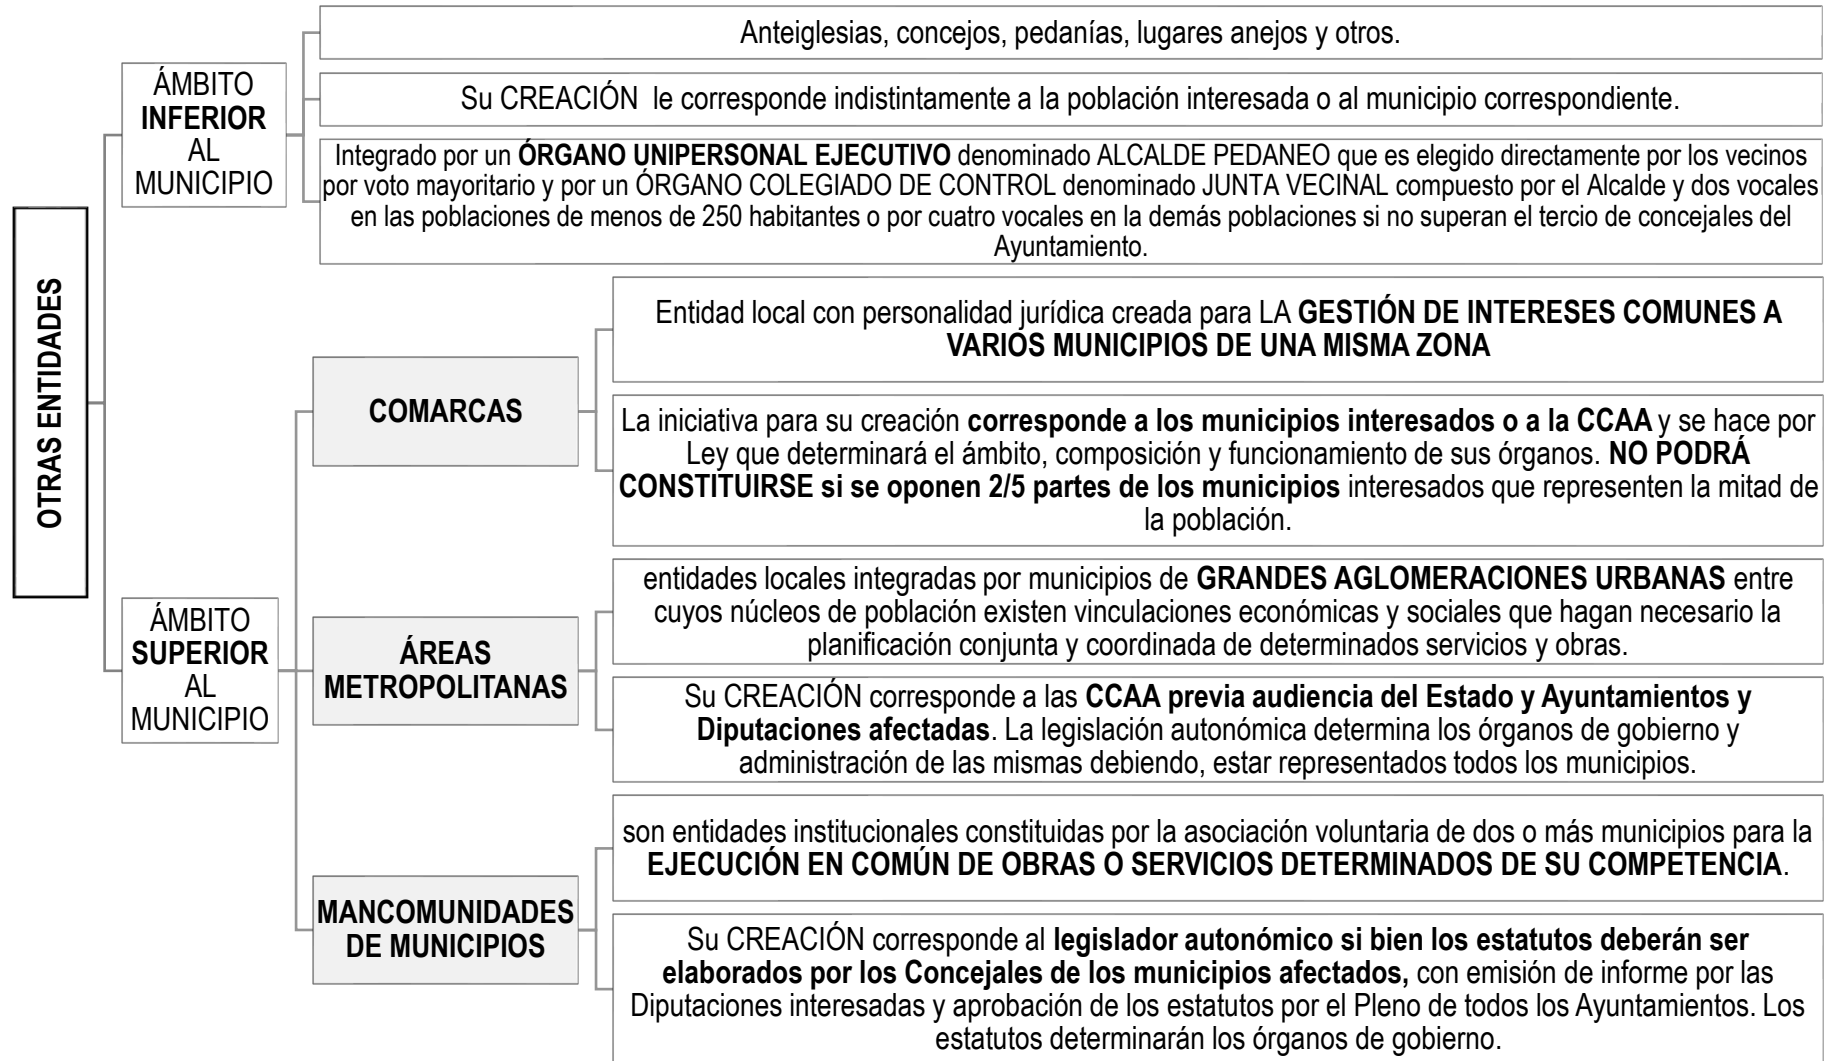 OTRAS ENTIDADES
ÁMBITO
INFERIOR
AL
MUNICIPIO
Anteiglesias, concejos, pedanías, lugares anejos y otros.
Su CREACIÓN le corresponde indistintamente a la población interesada o al municipio correspondiente.
Integrado por un ÓRGANO UNIPERSONAL EJECUTIVO denominado ALCALDE PEDANEO que es elegido directamente por los vecinos
por voto mayoritario y por un ÓRGANO COLEGIADO DE CONTROL denominado JUNTA VECINAL compuesto por el Alcalde y dos vocales
en las poblaciones de menos de 250 habitantes o por cuatro vocales en la demás poblaciones si no superan el tercio de concejales del
Ayuntamiento.
ÁMBITO
SUPERIOR
AL
MUNICIPIO
COMARCAS
Entidad local con personalidad jurídica creada para LA GESTIÓN DE INTERESES COMUNES A
VARIOS MUNICIPIOS DE UNA MISMA ZONA
La iniciativa para su creación corresponde a los municipios interesados o a la CCAA y se hace por
Ley que determinará el ámbito, composición y funcionamiento de sus órganos. NO PODRÁ
CONSTITUIRSE si se oponen 2/5 partes de los municipios interesados que representen la mitad de
la población.
ÁREAS
METROPOLITANAS
entidades locales integradas por municipios de GRANDES AGLOMERACIONES URBANAS entre
cuyos núcleos de población existen vinculaciones económicas y sociales que hagan necesario la
planificación conjunta y coordinada de determinados servicios y obras.
Su CREACIÓN corresponde a las CCAA previa audiencia del Estado y Ayuntamientos y
Diputaciones afectadas. La legislación autonómica determina los órganos de gobierno y
administración de las mismas debiendo, estar representados todos los municipios.
MANCOMUNIDADES
DE MUNICIPIOS
son entidades institucionales constituidas por la asociación voluntaria de dos o más municipios para la
EJECUCIÓN EN COMÚN DE OBRAS O SERVICIOS DETERMINADOS DE SU COMPETENCIA.
Su CREACIÓN corresponde al legislador autonómico si bien los estatutos deberán ser
elaborados por los Concejales de los municipios afectados, con emisión de informe por las
Diputaciones interesadas y aprobación de los estatutos por el Pleno de todos los Ayuntamientos. Los
estatutos determinarán los órganos de gobierno.